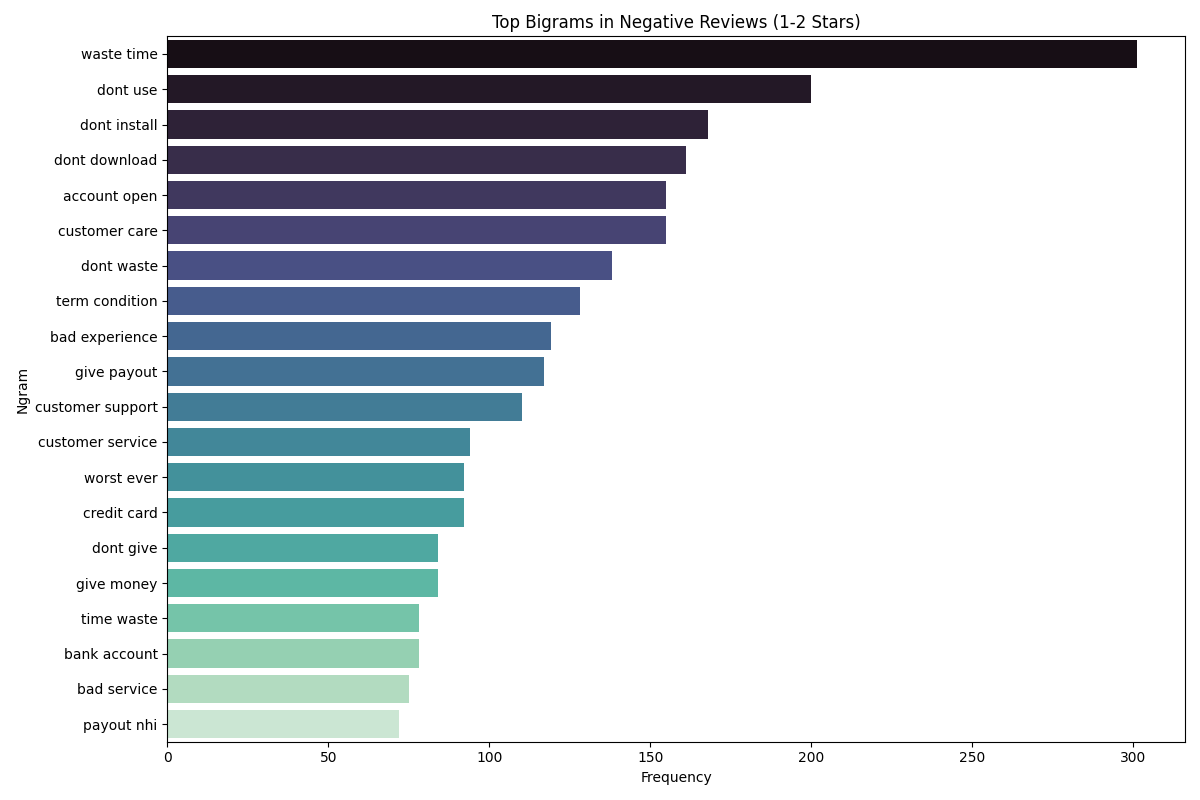 Top Bigrams in Negative Reviews (1-2 Stars)
waste time
dont use
dont install
dont download
account open
customer care
dont waste
term condition
bad experience
give payout
customer support
customer service
worst ever
credit card
dont give
give money
time waste
bank account
bad service
payout nhi
Ngram
0 50 100 150 200 250 300
Frequency